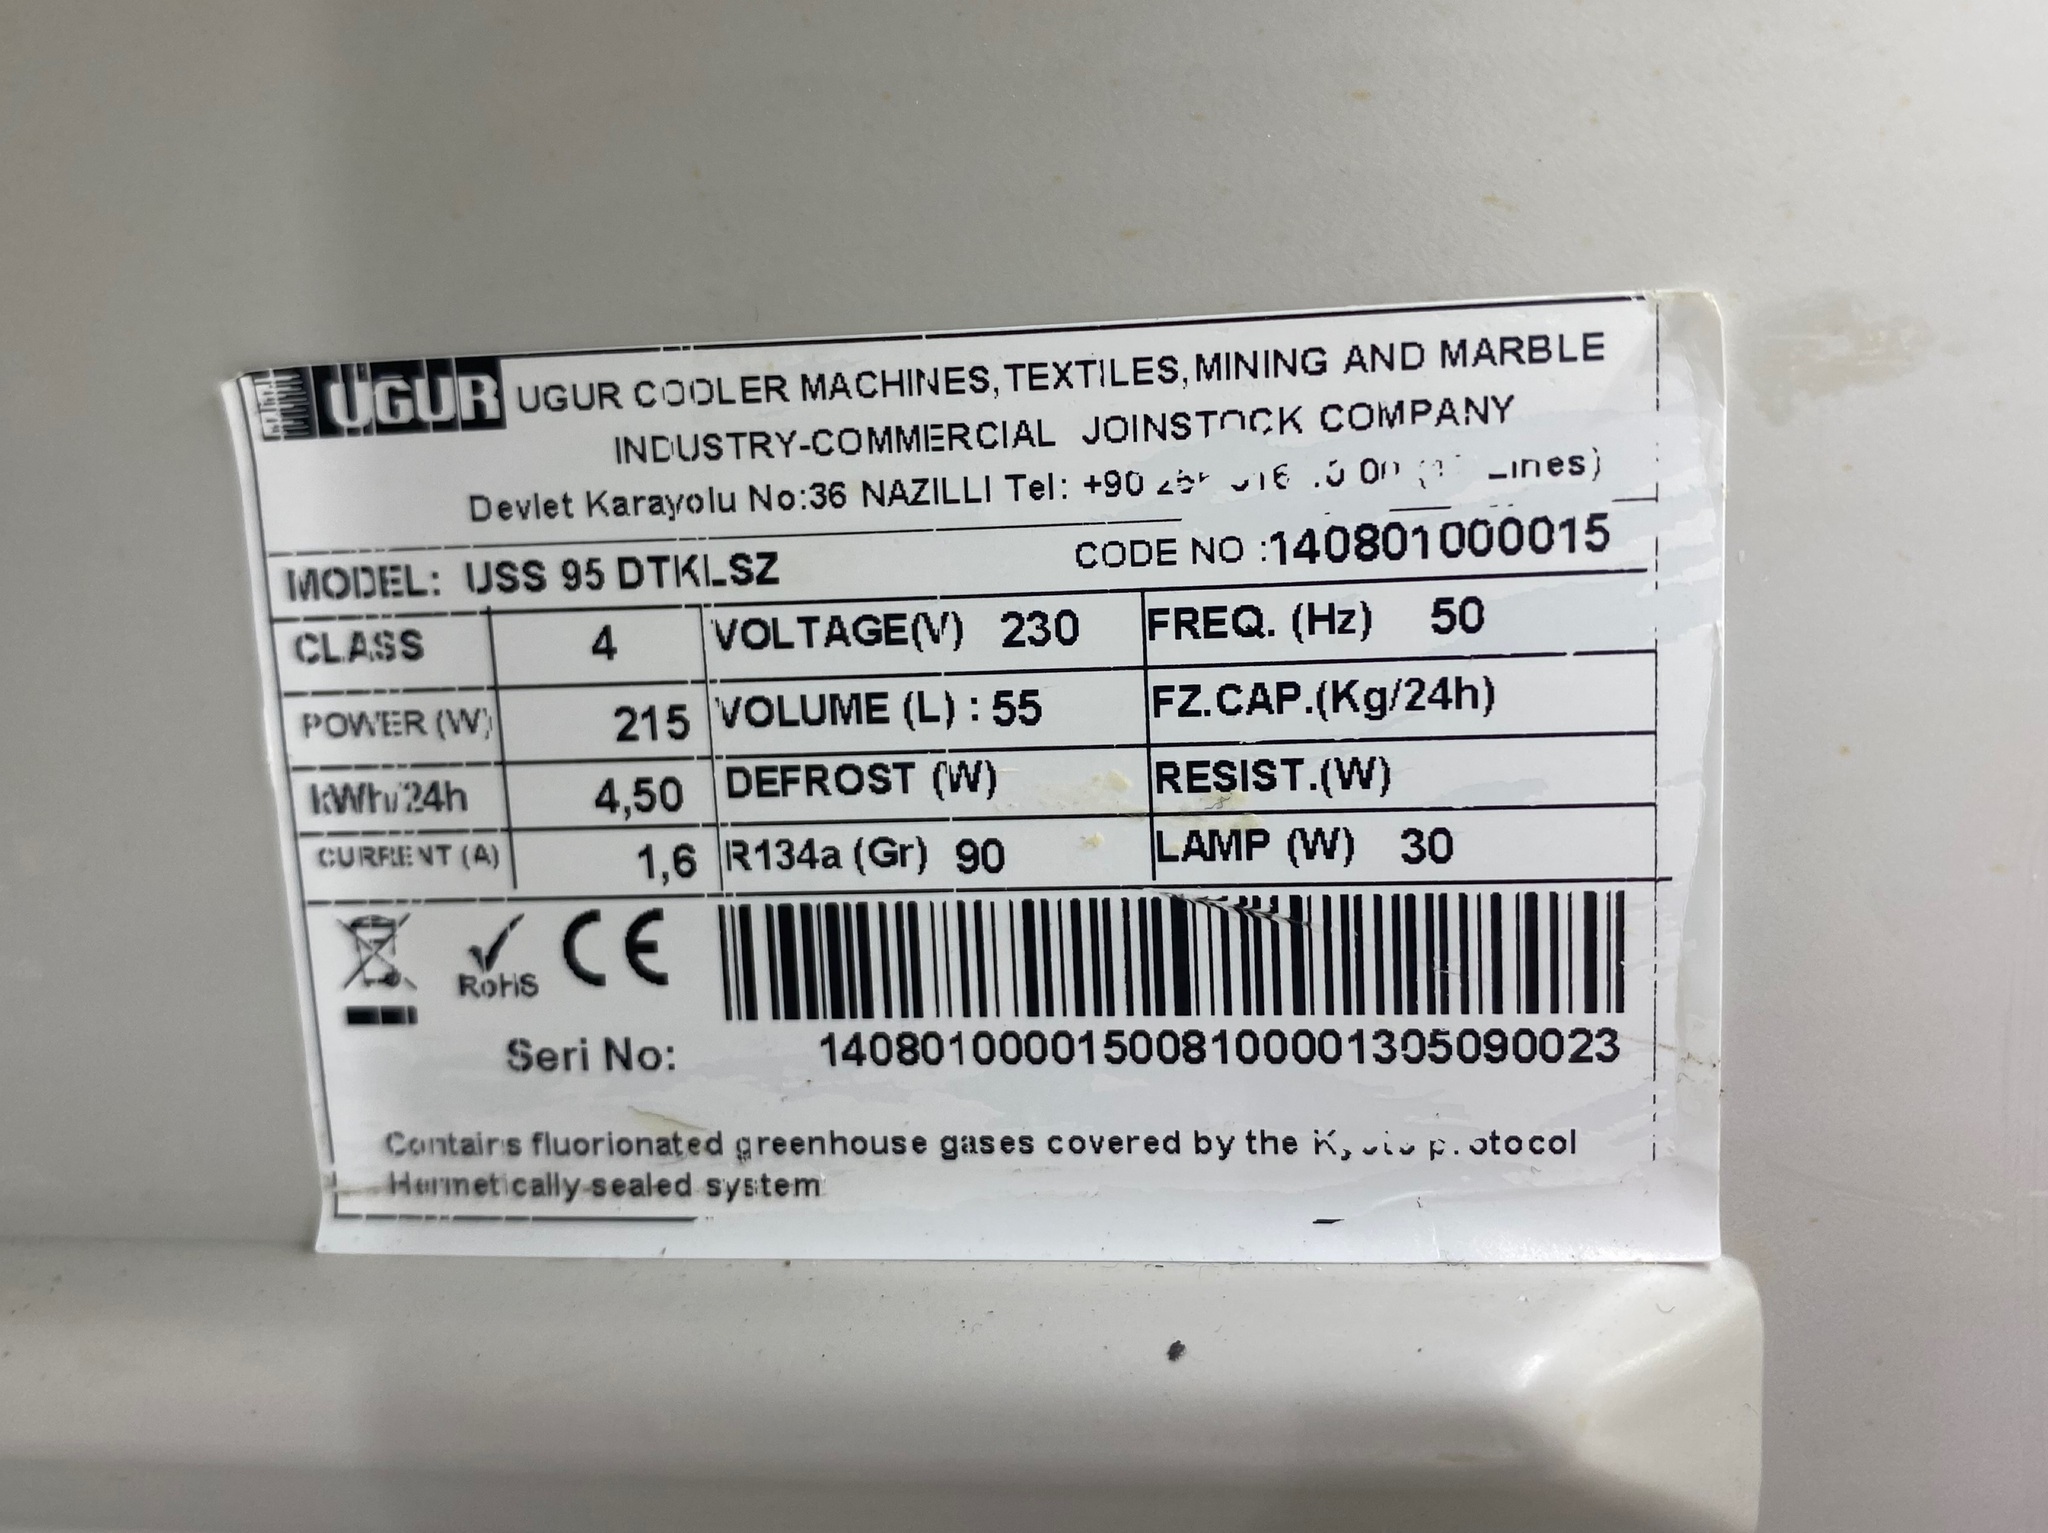 UGUR UGUR COOLER MACHINES, TEXTILES, MINING AND MARBLE
INDUSTRY-COMMERCIAL JOINSTOCK COMPANY
Devlet Karayolu No:36 NAZILLI Tel: +90
MODEL: USS 95 DTKLSZ CODE NO :140801000015
CLASS 4 VOLTAGE(V) 230 FREQ. (Hz) 50
POWER (W) 215 VOLUME (L) : 55 FZ.CAP.(Kg/24h)
kWh/24h 4,50 DEFROST (W) RESIST.(W)
CURRENT (A) 1,6 R134a (Gr) 90 LAMP (W) 30
RoHS CE
Seri No: 140801000015008100001305090023
Contains fluorionated greenhouse gases covered by the Kyoto protocol
Hermetically sealed system